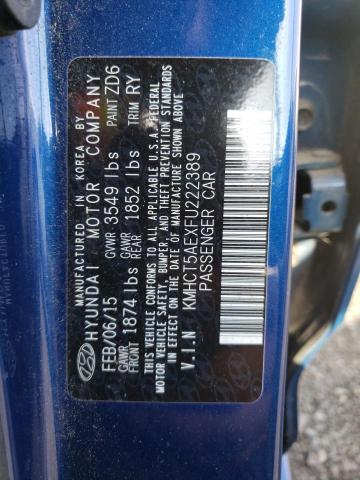 MANUFACTURED IN KOREA BY
HYUNDAI MOTOR COMPANY
FEB/06/15 GVWR 3549 lbs PAINT ZD6
GAWR FRONT 1874 lbs GAWR REAR 1852 lbs TRIM RY
THIS VEHICLE CONFORMS TO ALL APPLICABLE U.S.A. FEDERAL
MOTOR VEHICLE SAFETY, BUMPER, AND THEFT PREVENTION STANDARDS
IN EFFECT ON THE DATE OF MANUFACTURE SHOWN ABOVE.
V.I.N KMHCT5AEXFU222389
PASSENGER CAR